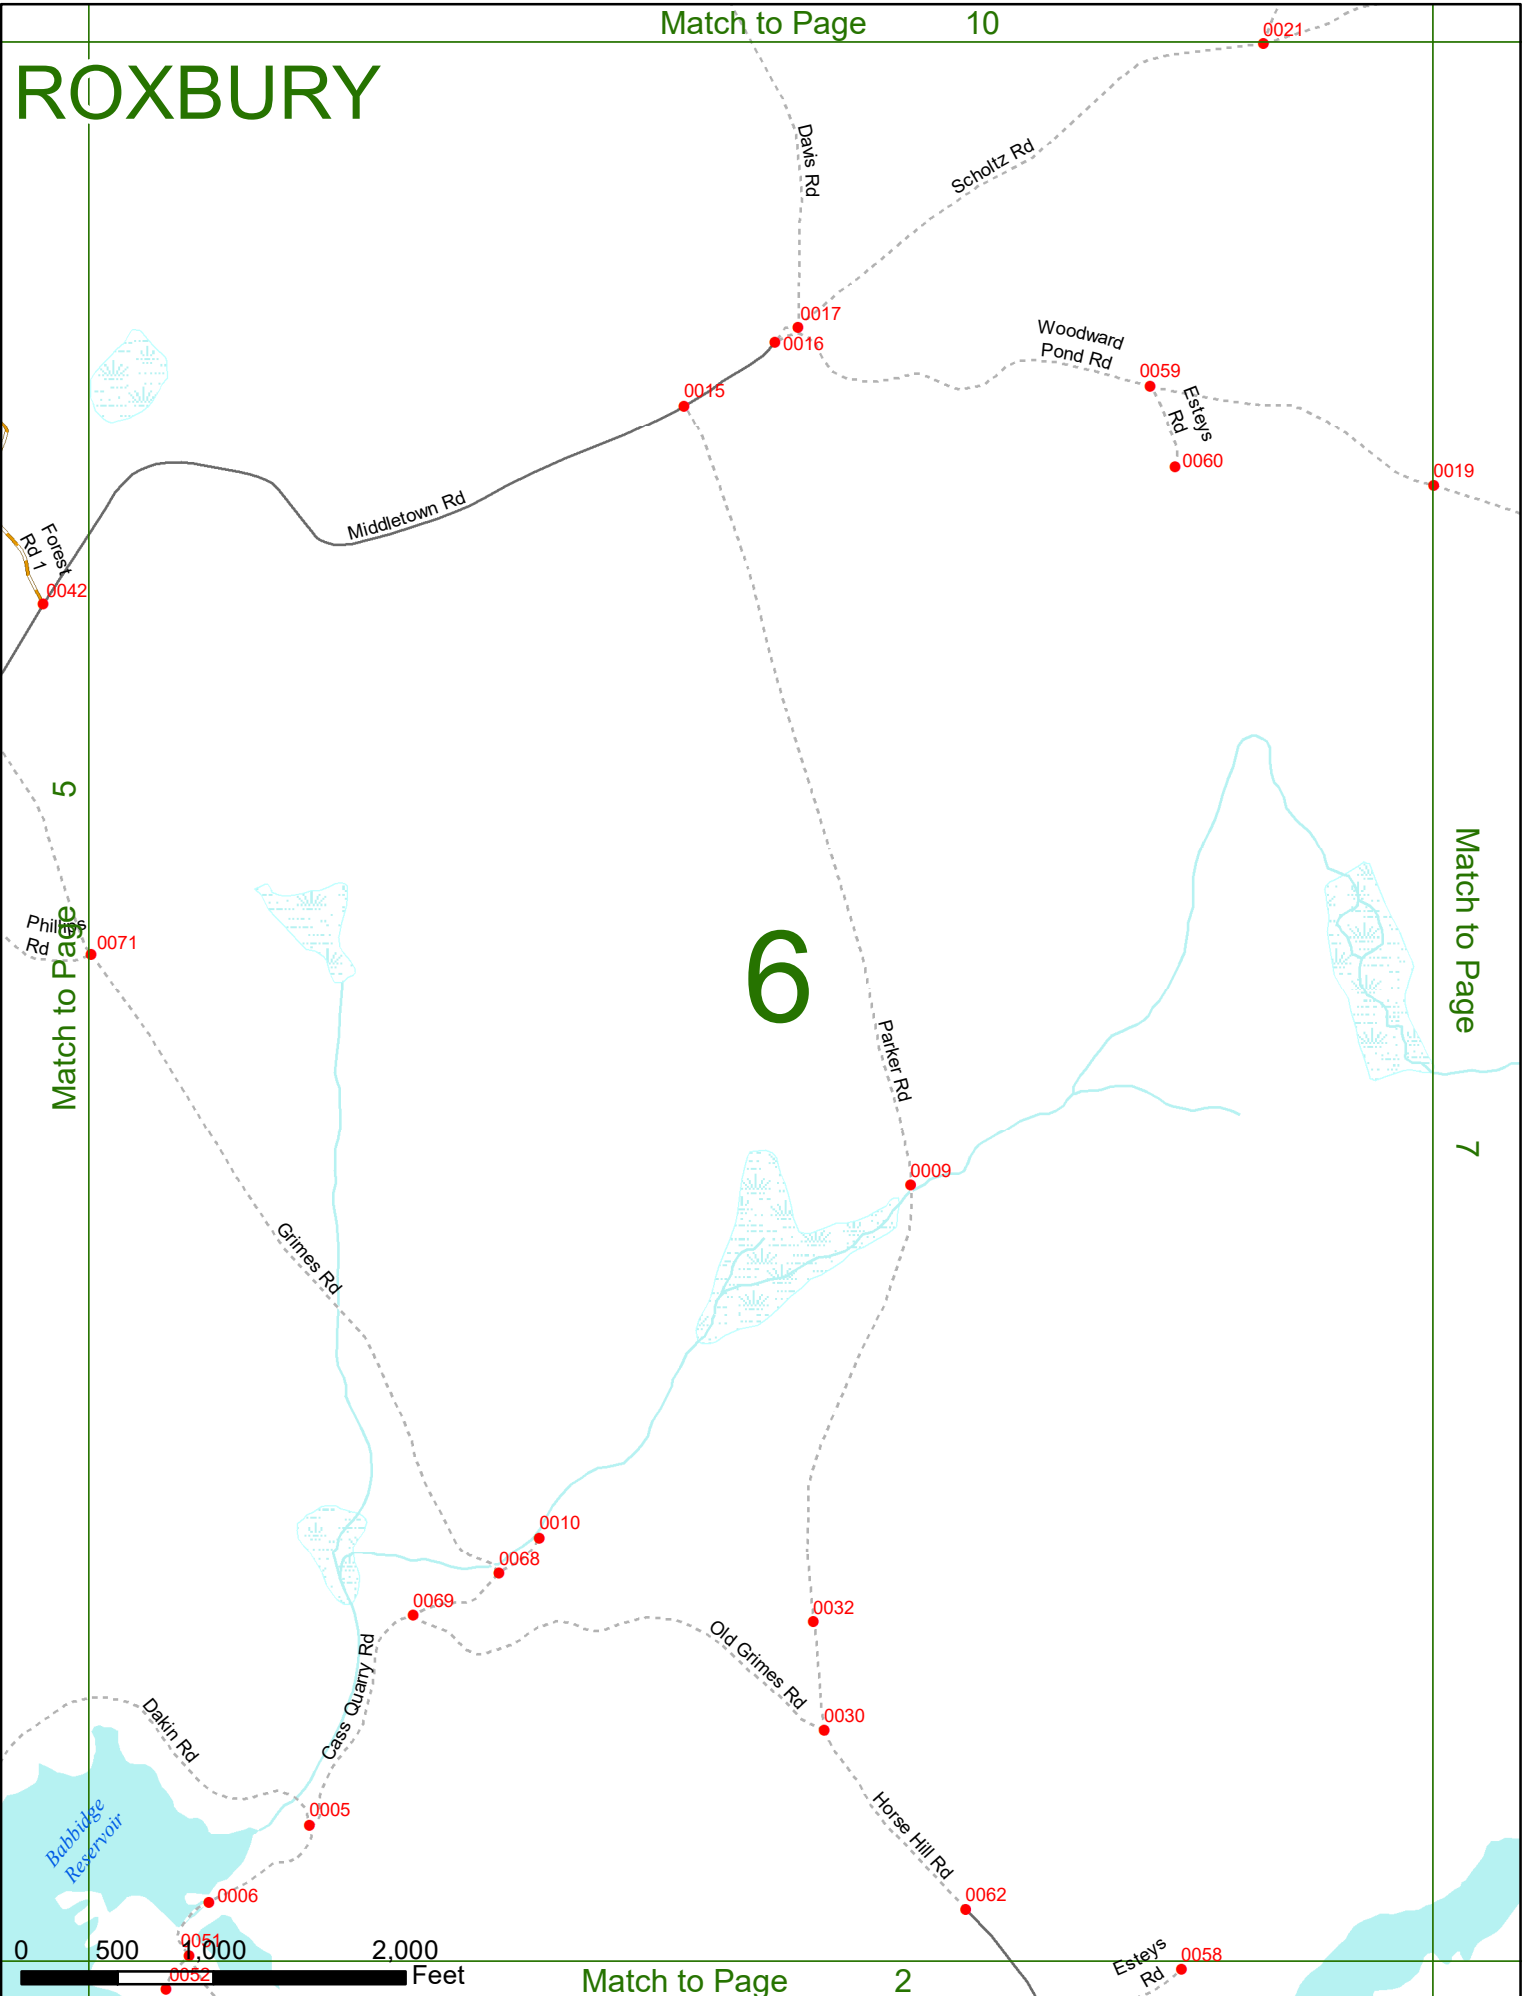 Match to Page 10
0021
ROXBURY
Davis Rd
Scholtz Rd
0017
0016
Woodward
Pond Rd
0059
Esteys
Rd
0015
0060
0019
Middletown Rd
Forest
Rd 1
0042
Match to Page 5
Match to Page 7
Phillips
Rd
0071
6
Parker Rd
0009
Grimes Rd
0010
0068
0069
0032
Old Grimes Rd
Cass Quarry Rd
Dakin Rd
0030
0005
Horse Hill Rd
Babbidge
Reservoir
0006
0062
0051
0 500 1,000 2,000
Feet
0052
Esteys
Rd
0058
Match to Page 2